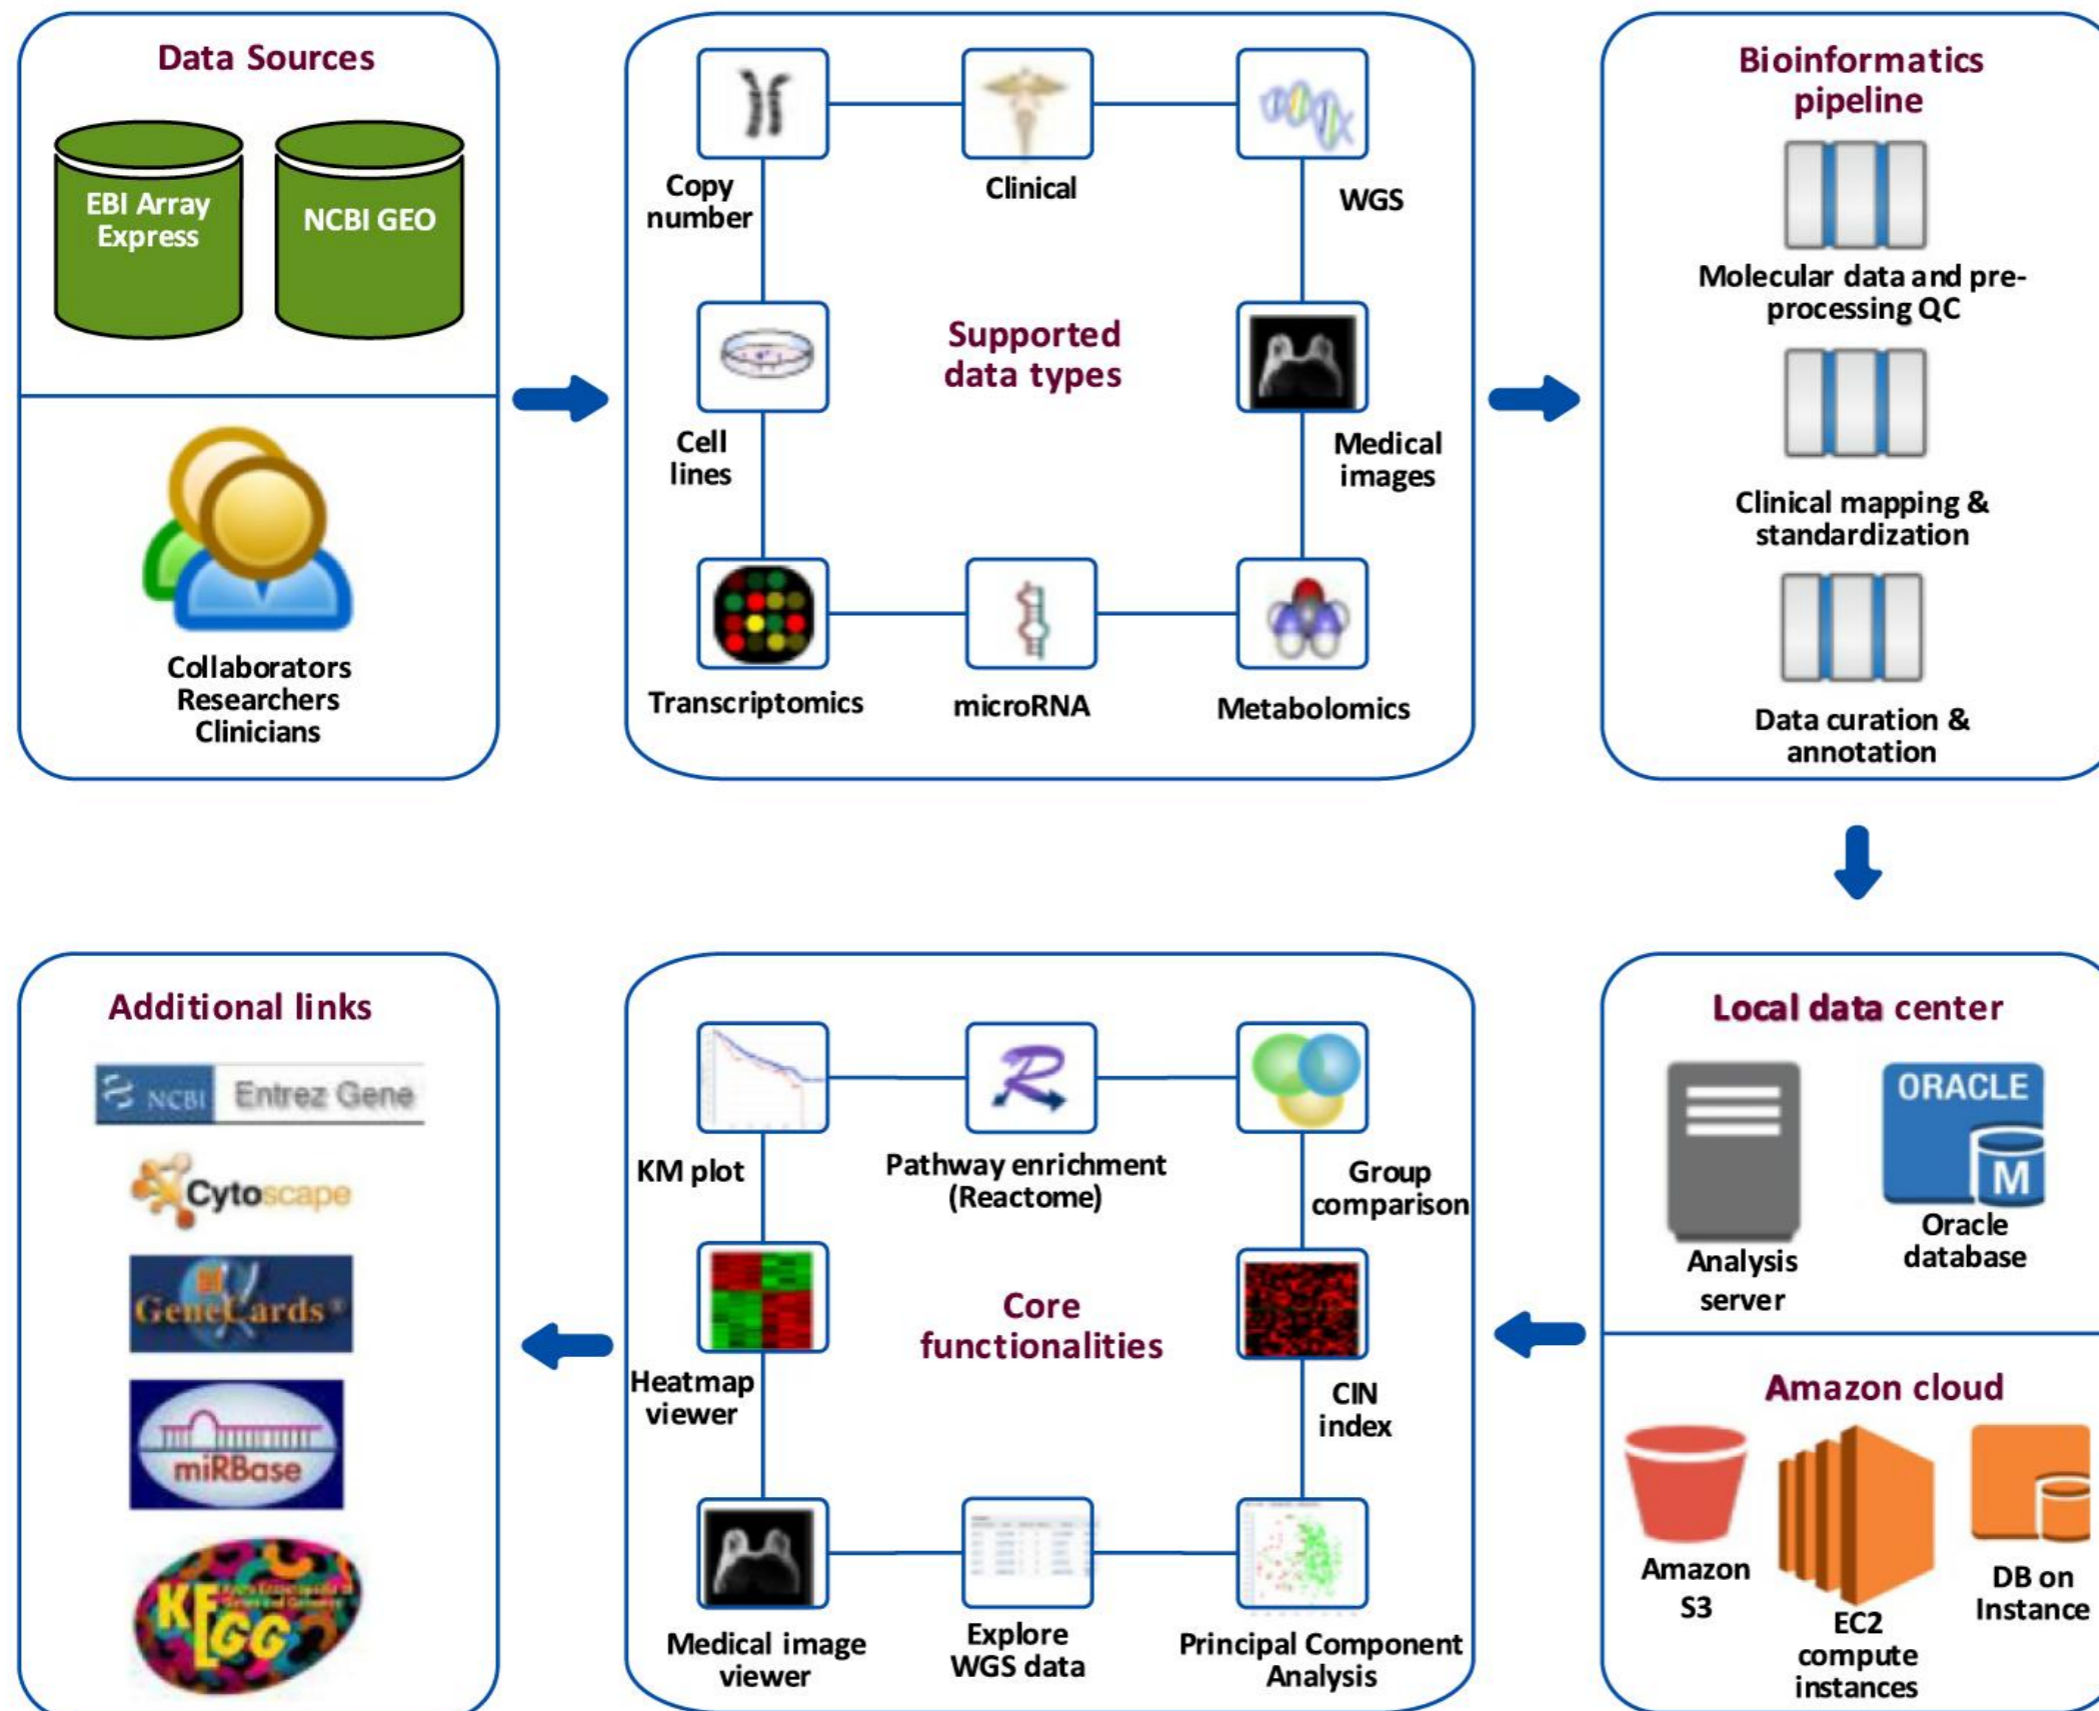 Data Sources
EBI Array
Express
NCBI GEO
Collaborators
Researchers
Clinicians
Copy
number
Clinical
WGS
Cell
lines
Supported
data types
Medical
images
Transcriptomics
microRNA
Metabolomics
Bioinformatics
pipeline
Molecular data and pre-
processing QC
Clinical mapping &
standardization
Data curation &
annotation
Additional links
NCBI Entrez Gene
Cytoscape
GeneCards®
miRBase
KEGG
KM plot
Pathway enrichment
(Reactome)
Group
comparison
Heatmap
viewer
Core
functionalities
CIN
index
Medical image
viewer
Explore
WGS data
Principal Component
Analysis
Local data center
ORACLE
M
Analysis
server
Oracle
database
Amazon cloud
Amazon
S3
EC2
compute
instances
DB on
Instance